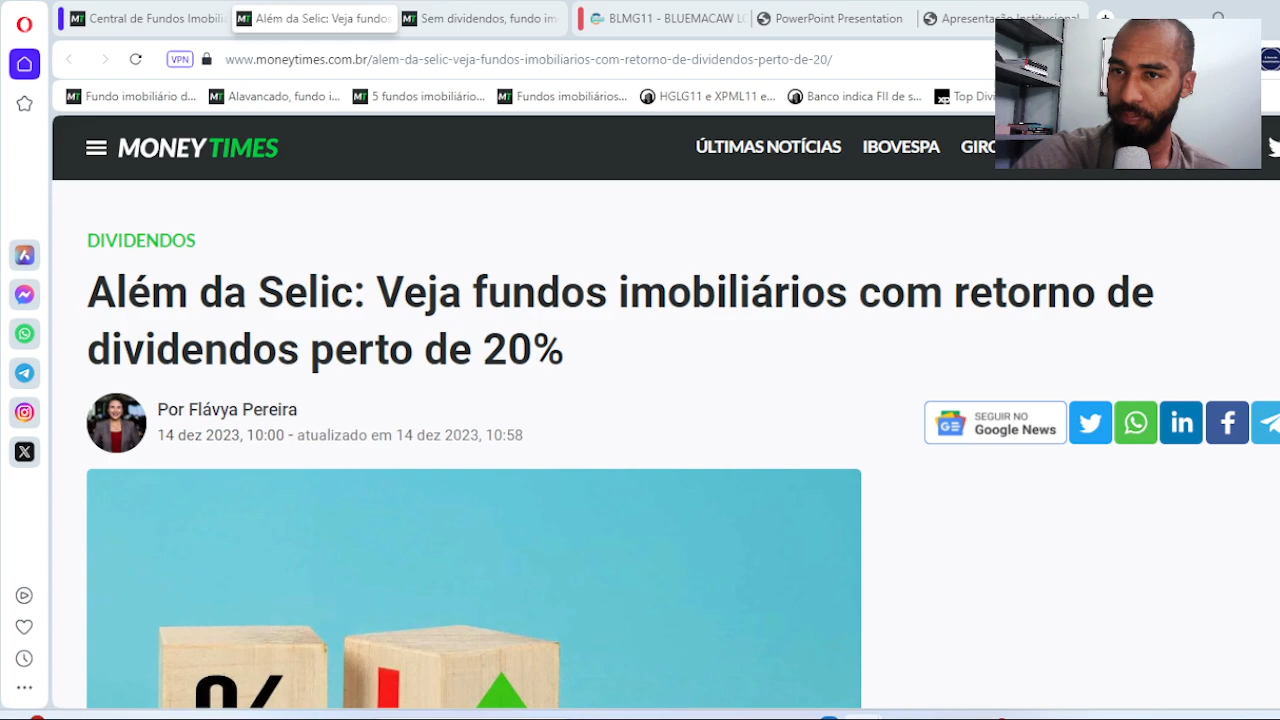 Central de Fundos Imobili
Além da Selic: Veja fundos
Sem dividendos, fundo im
BLMG11 - BLUEMACAW L
PowerPoint Presentation
Apresentação Institucional
VPN
www.moneytimes.com.br/alem-da-selic-veja-fundos-imobiliarios-com-retorno-de-dividendos-perto-de-20/
Fundo imobiliário d...
Alavancado, fundo i...
5 fundos imobiliário...
Fundos imobiliários...
HGLG11 e XPML11 e...
Banco indica FII de s...
Top Divi
MONEY TIMES
ÚLTIMAS NOTÍCIAS
IBOVESPA
GIRO
DIVIDENDOS
Além da Selic: Veja fundos imobiliários com retorno de
dividendos perto de 20%
Por Flávya Pereira
14 dez 2023, 10:00 - atualizado em 14 dez 2023, 10:58
SEGUIR NO
Google News
%